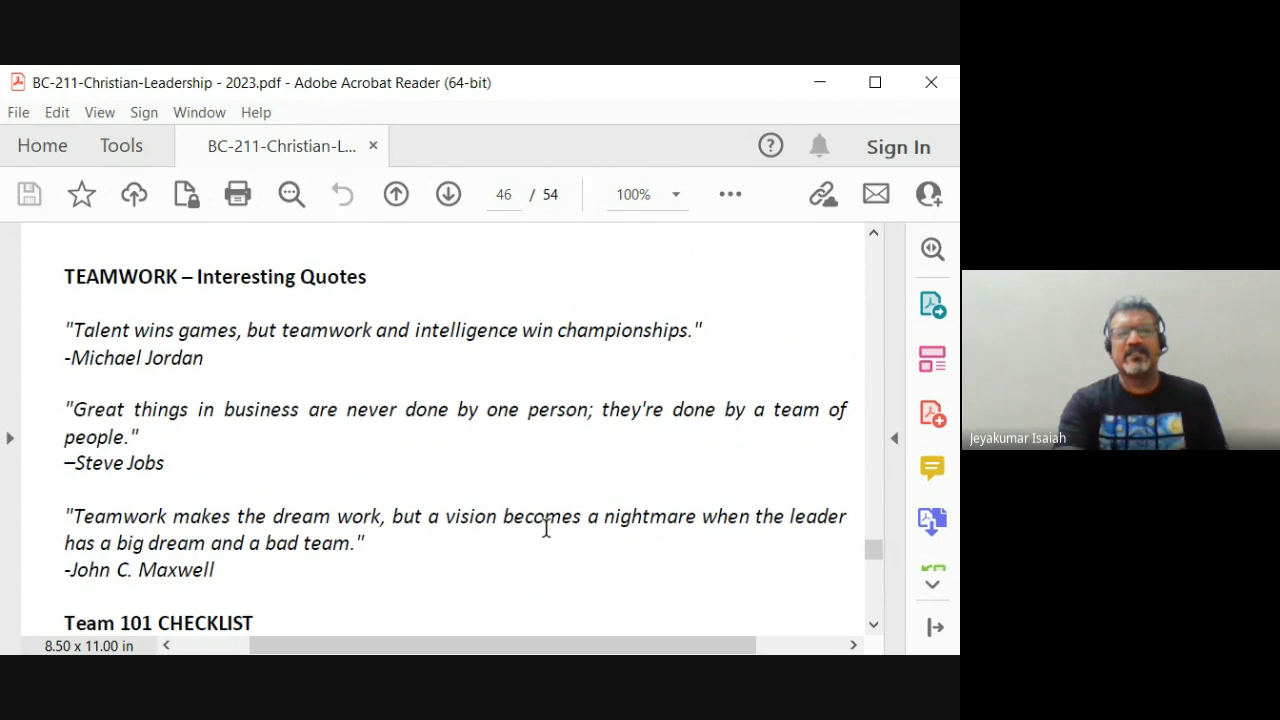 BC-211-Christian-Leadership - 2023.pdf - Adobe Acrobat Reader (64-bit)
File Edit View Sign Window Help
Home Tools BC-211-Christian-L... × Sign In
46 / 54 100%
TEAMWORK – Interesting Quotes
"Talent wins games, but teamwork and intelligence win championships."
-Michael Jordan
"Great things in business are never done by one person; they're done by a team of
people."
–Steve Jobs
"Teamwork makes the dream work, but a vision becomes a nightmare when the leader
has a big dream and a bad team."
-John C. Maxwell
Team 101 CHECKLIST
8.50 x 11.00 in
Jeyakumar Isaiah